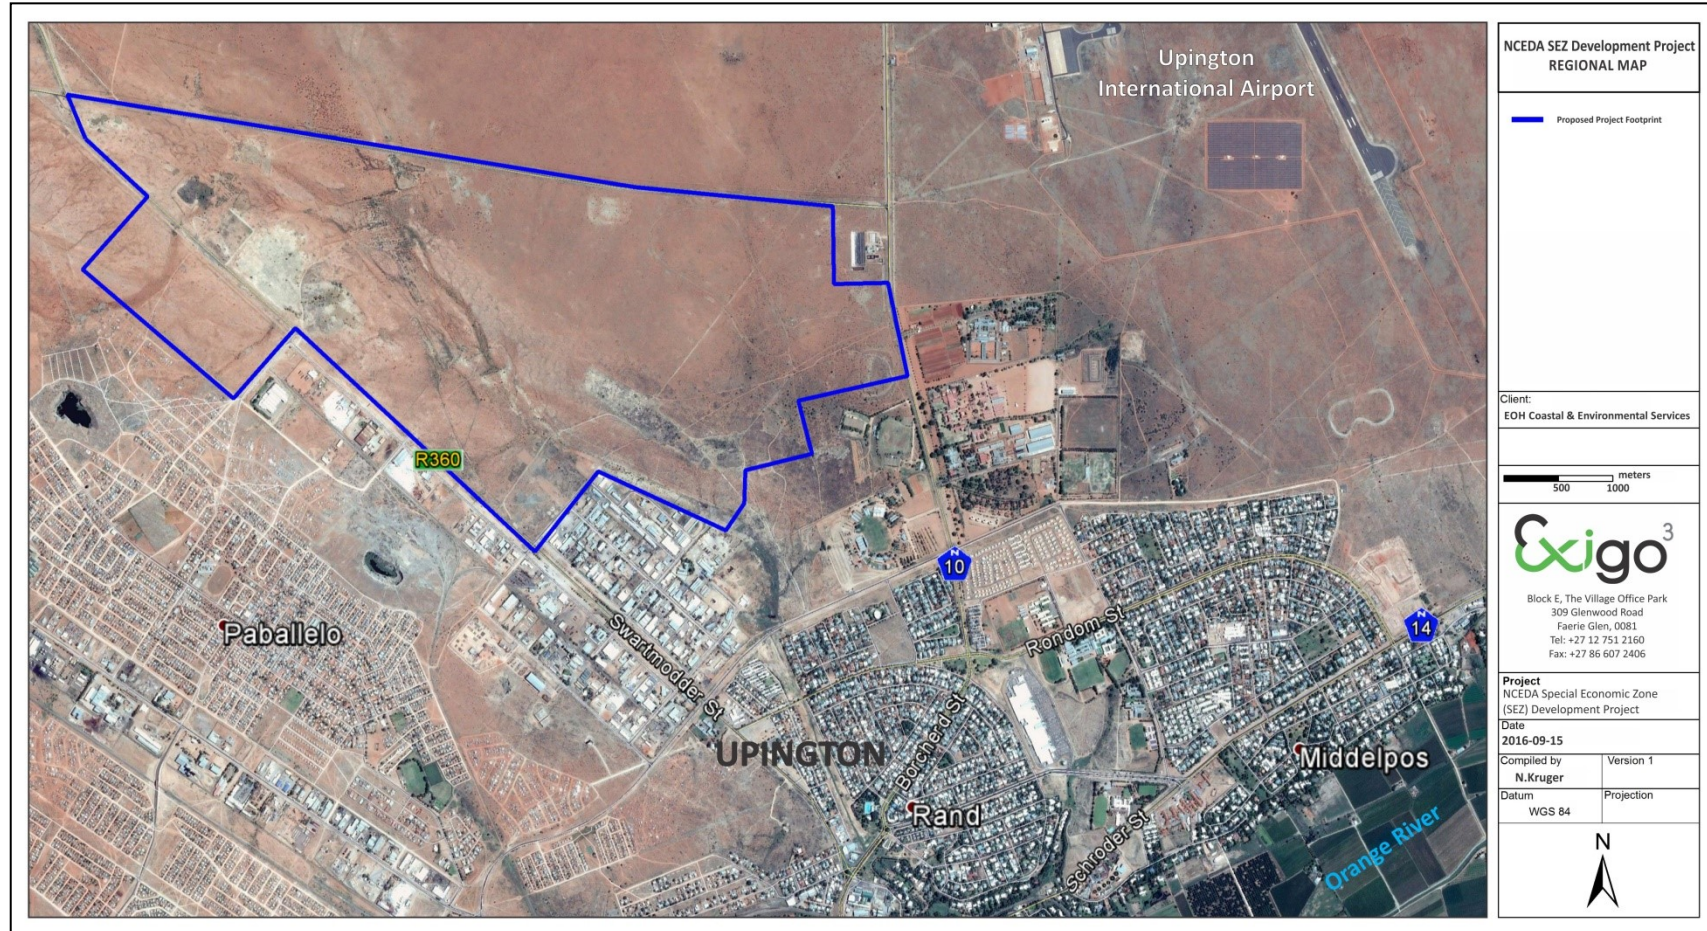 Upington
International Airport
R360
N
10
N
14
Paballelo
Swartmodder St
Rondom St
Borcherd St
UPINGTON
Rand
Middelpos
Schroder St
Orange River
NCEDA SEZ Development Project
REGIONAL MAP
Proposed Project Footprint
Client:
EOH Coastal & Environmental Services
meters
500 1000
Exigo3
Block E, The Village Office Park
309 Glenwood Road
Faerie Glen, 0081
Tel: +27 12 751 2160
Fax: +27 86 607 2406
Project
NCEDA Special Economic Zone
(SEZ) Development Project
Date
2016-09-15
Compiled by Version 1
N.Kruger
Datum Projection
WGS 84
N